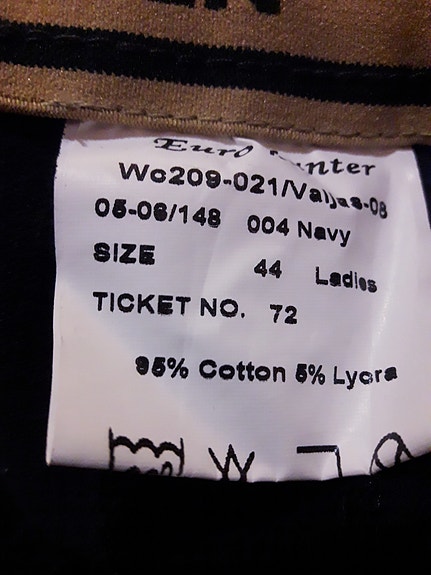 Euro
Wc209-021/Valjas-08
05-06/148 004 Navy
SIZE 44 Ladies
TICKET NO. 72
95% Cotton 5% Lycra